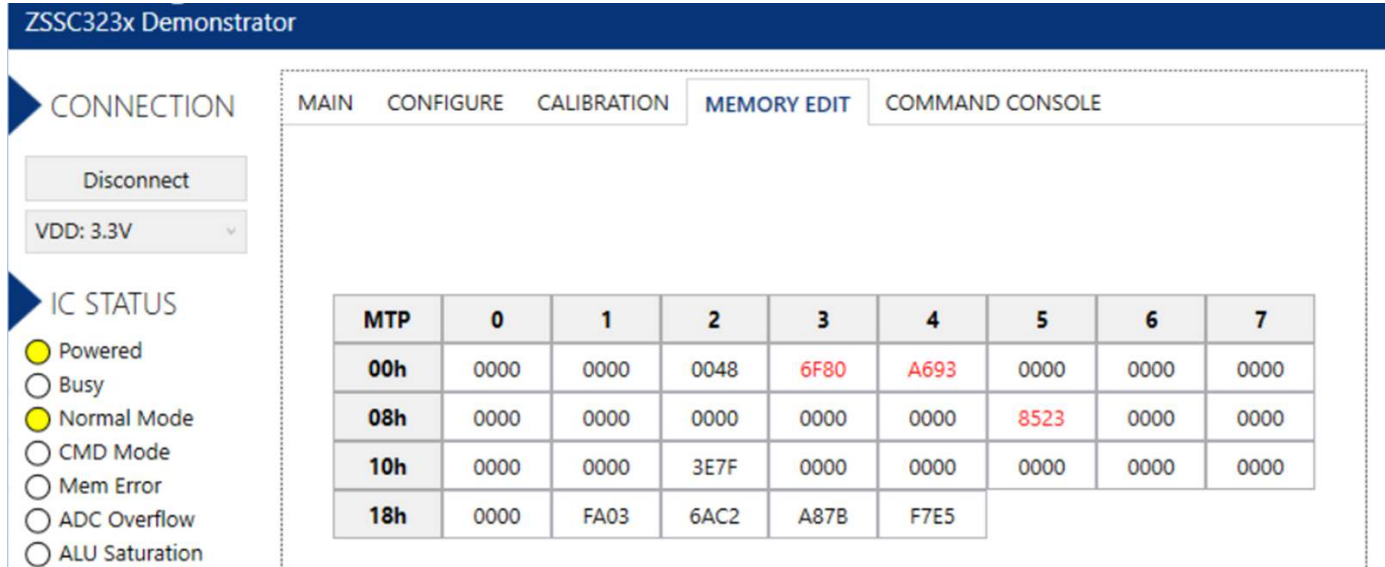 ZSSC323x Demonstrator
CONNECTION
Disconnect
VDD: 3.3V
IC STATUS
Powered
Busy
Normal Mode
CMD Mode
Mem Error
ADC Overflow
ALU Saturation
MAIN CONFIGURE CALIBRATION MEMORY EDIT COMMAND CONSOLE
MTP 0 1 2 3 4 5 6 7
00h 0000 0000 0048 6F80 A693 0000 0000 0000
08h 0000 0000 0000 0000 0000 8523 0000 0000
10h 0000 0000 3E7F 0000 0000 0000 0000 0000
18h 0000 FA03 6AC2 A87B F7E5